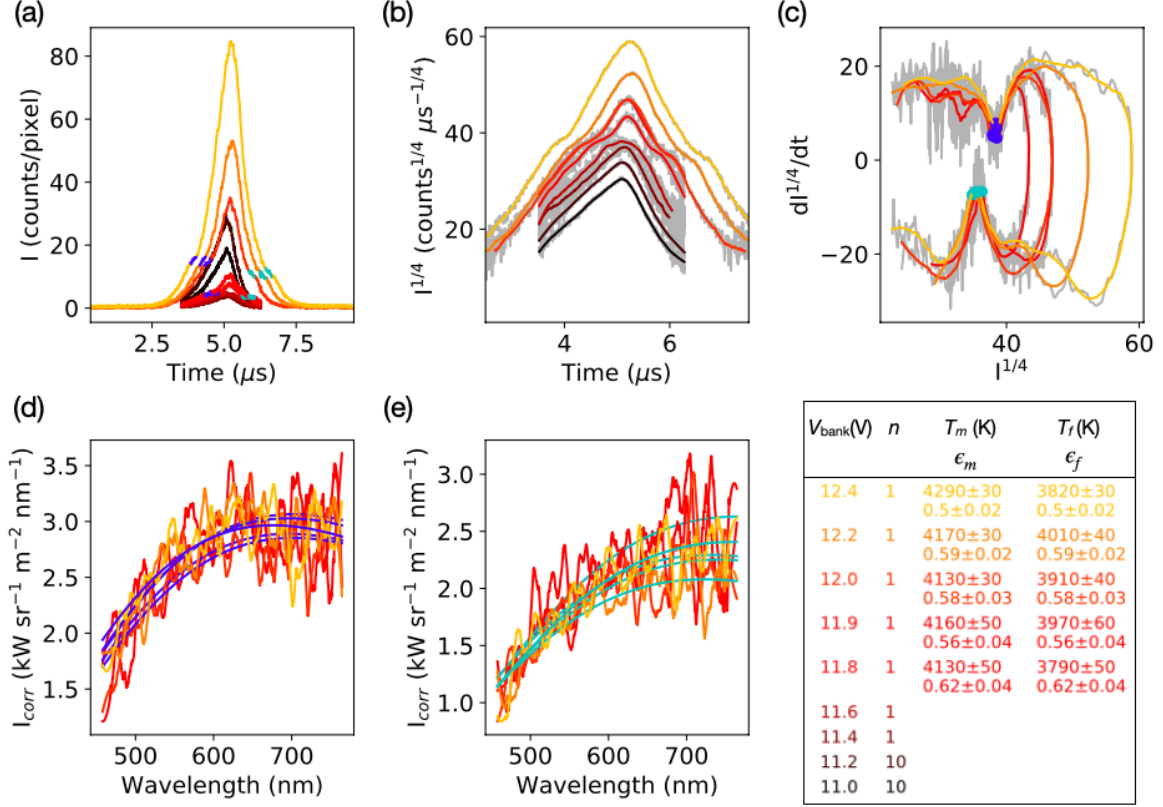 (a)
80
60
40
20
0
I (counts/pixel)
2.5 5.0 7.5
Time (μs)
(b)
60
50
40
30
20
I^1/4 (counts^1/4 μs^−1/4)
4 6
Time (μs)
(c)
20
10
0
−10
−20
dI^1/4/dt
40 60
I^1/4
(d)
3.5
3.0
2.5
2.0
1.5
I_corr (kW sr^−1 m^−2 nm^−1)
500 600 700
Wavelength (nm)
(e)
3.0
2.5
2.0
1.5
1.0
I_corr (kW sr^−1 m^−2 nm^−1)
500 600 700
Wavelength (nm)
V_bank(V) n T_m (K) T_f (K)
ϵ_m ϵ_f
12.4 1 4290±30 3820±30
0.5±0.02 0.5±0.02
12.2 1 4170±30 4010±40
0.59±0.02 0.59±0.02
12.0 1 4130±30 3910±40
0.58±0.03 0.58±0.03
11.9 1 4160±50 3970±60
0.56±0.04 0.56±0.04
11.8 1 4130±50 3790±50
0.62±0.04 0.62±0.04
11.6 1
11.4 1
11.2 10
11.0 10